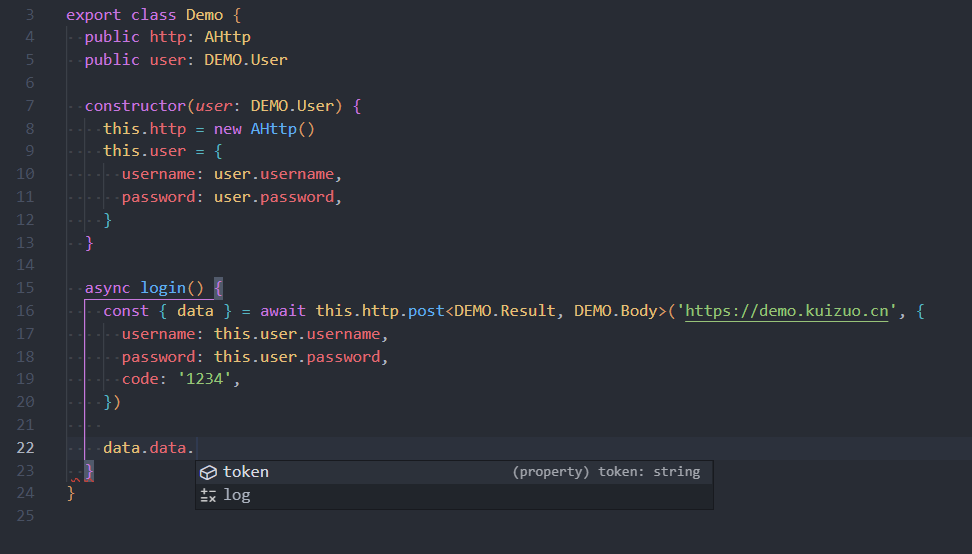 3 export class Demo {
4 public http: AHttp
5 public user: DEMO.User
6
7 constructor(user: DEMO.User) {
8 this.http = new AHttp()
9 this.user = {
10 username: user.username,
11 password: user.password,
12 }
13 }
14
15 async login() {
16 const { data } = await this.http.post<DEMO.Result, DEMO.Body>('https://demo.kuizuo.cn', {
17 username: this.user.username,
18 password: this.user.password,
19 code: '1234',
20 })
21
22 data.data.
23 }
token (property) token: string
24 }
log
25